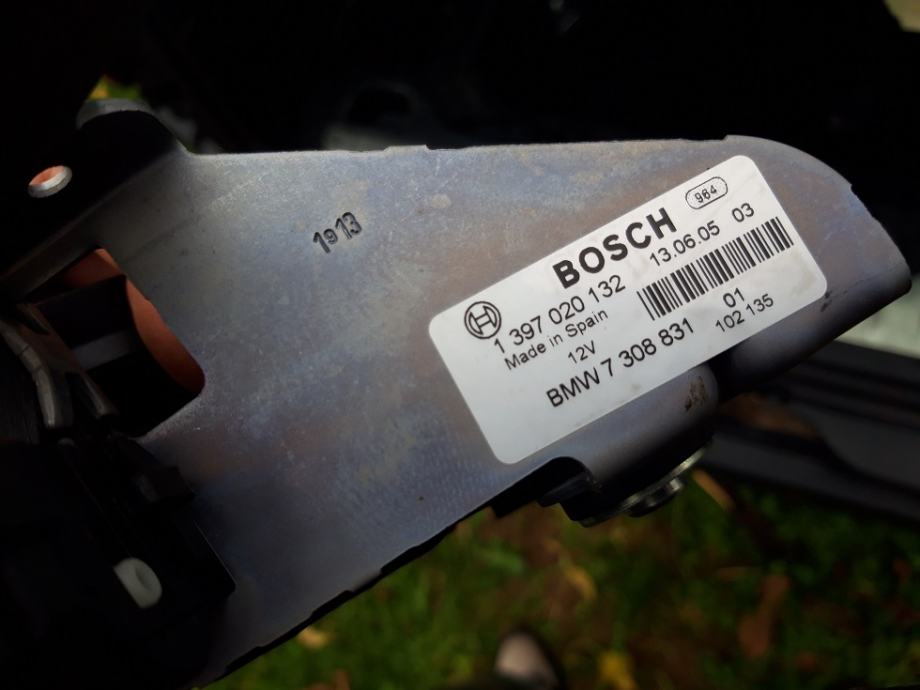 1913
964
BOSCH
1 397 020 132 13.06.05 03
Made in Spain
12V 01
BMW 7 308 831 102 135